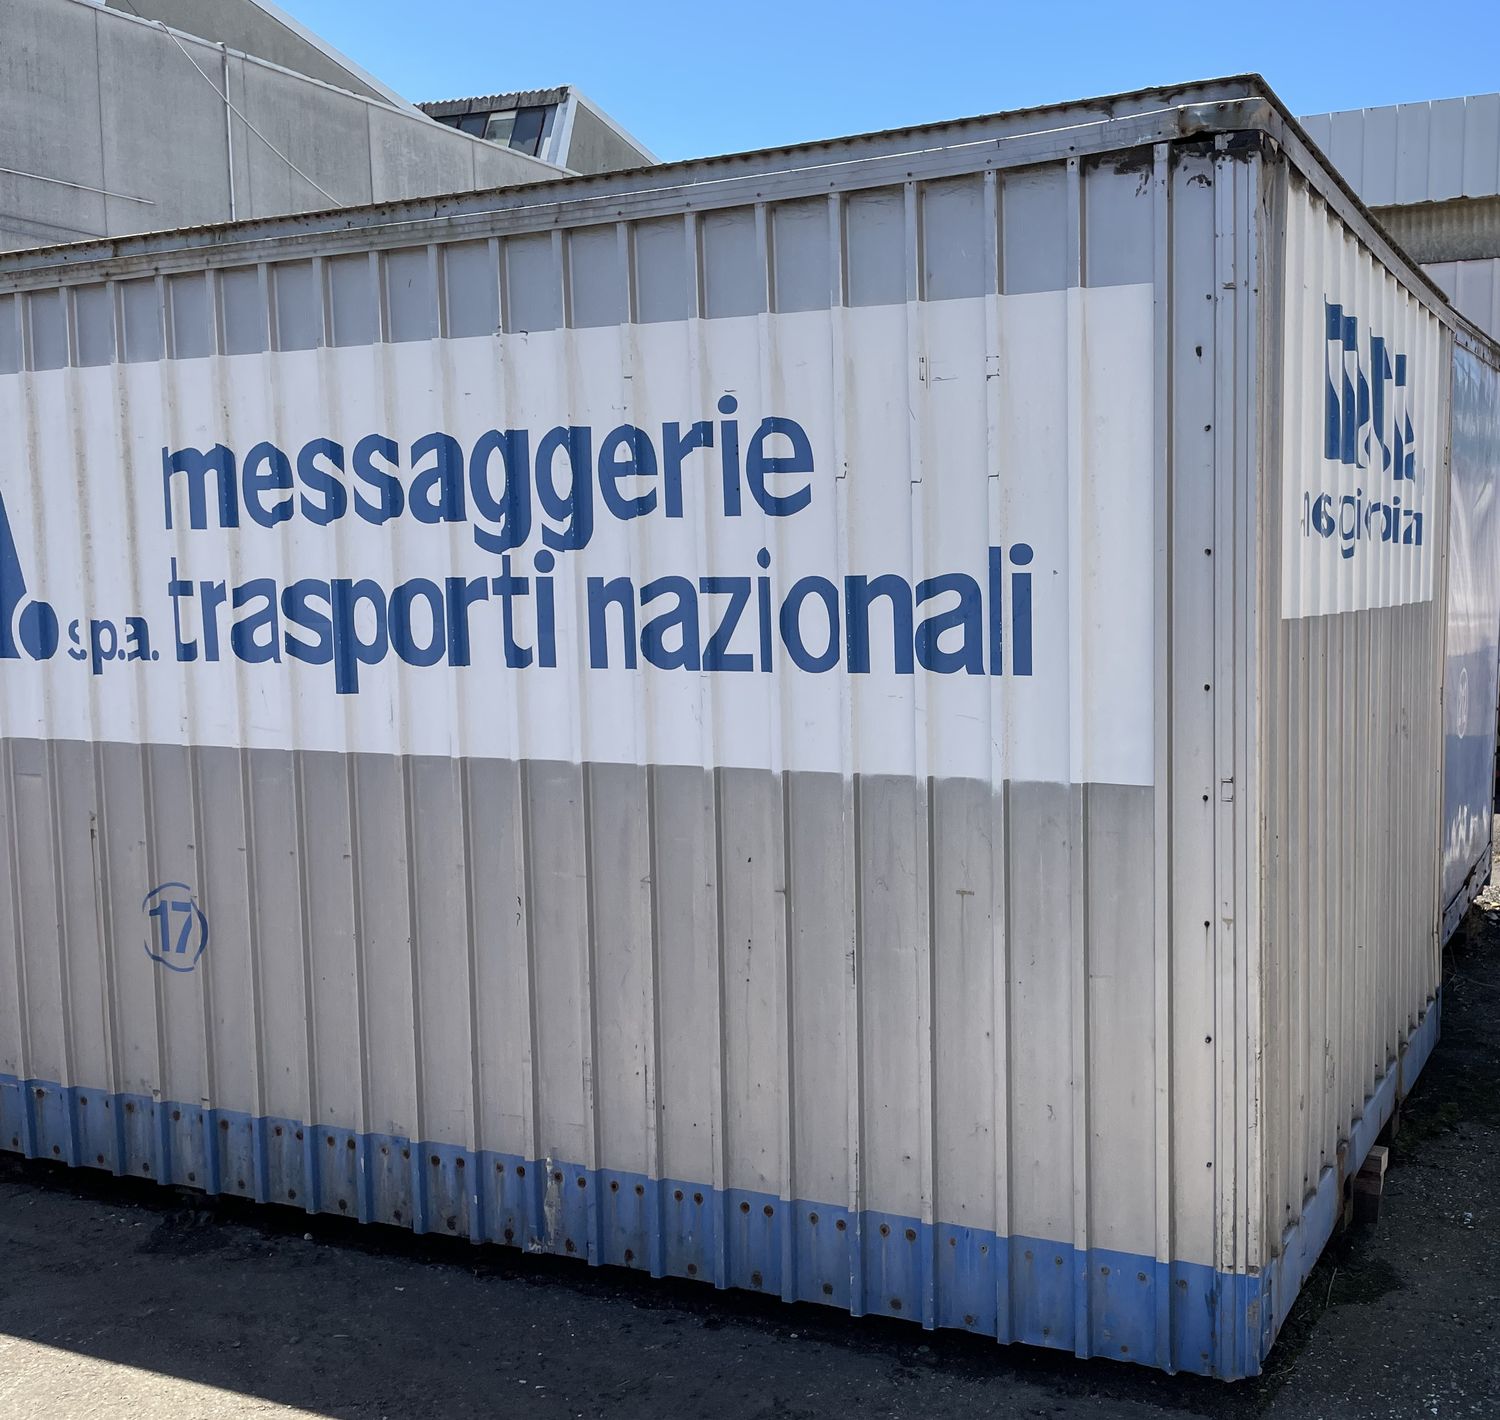 . s.p.a.
messaggerie
trasporti nazionali
17